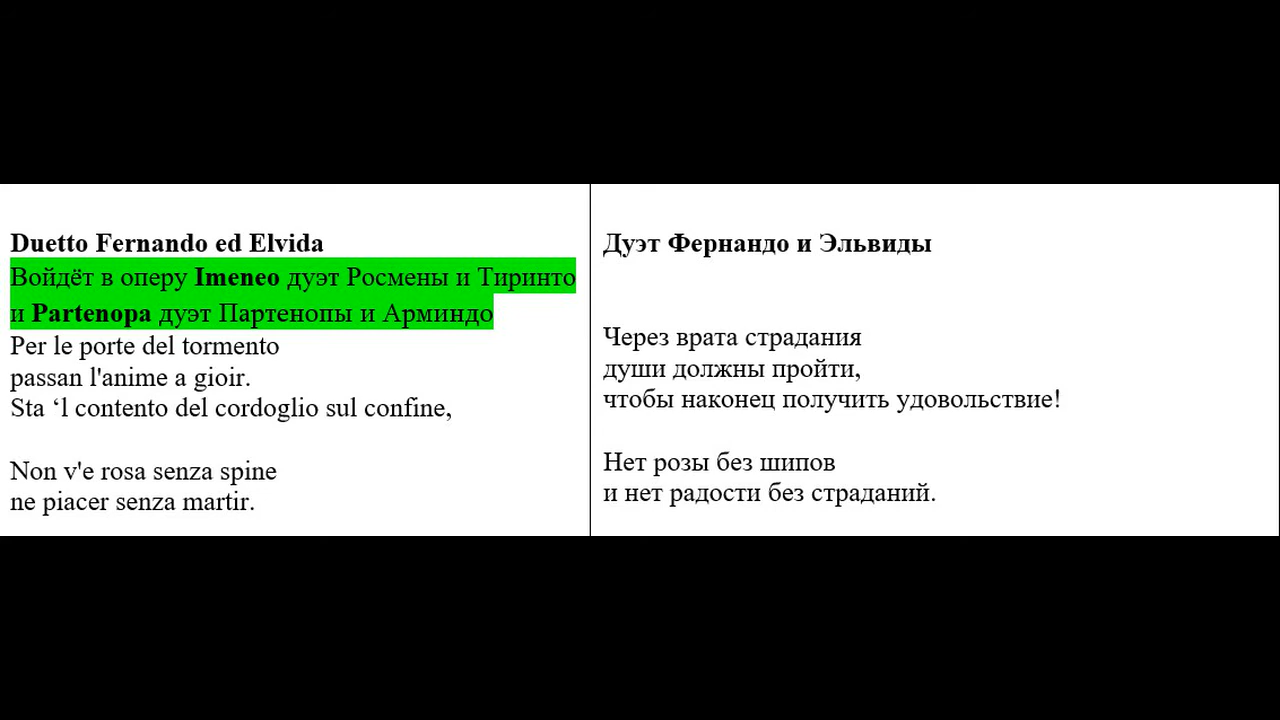 Duetto Fernando ed Elvida
Войдёт в оперу Imeneo дуэт Росмены и Тиринто
и Partenopa дуэт Партенопы и Арминдо
Per le porte del tormento
passan l'anime a gioir.
Sta ‘l contento del cordoglio sul confine,
Non v'e rosa senza spine
ne piacer senza martir.
Дуэт Фернандо и Эльвиды
Через врата страдания
души должны пройти,
чтобы наконец получить удовольствие!
Нет розы без шипов
и нет радости без страданий.